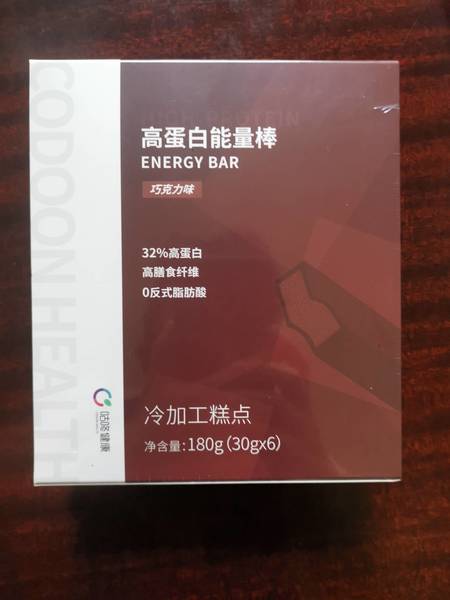 CODOON HEALTH
HIGH PROTEIN
高蛋白能量棒
ENERGY BAR
巧克力味
32%高蛋白
高膳食纤维
0反式脂肪酸
咕咚健康
冷加工糕点
净含量:180g(30gx6)